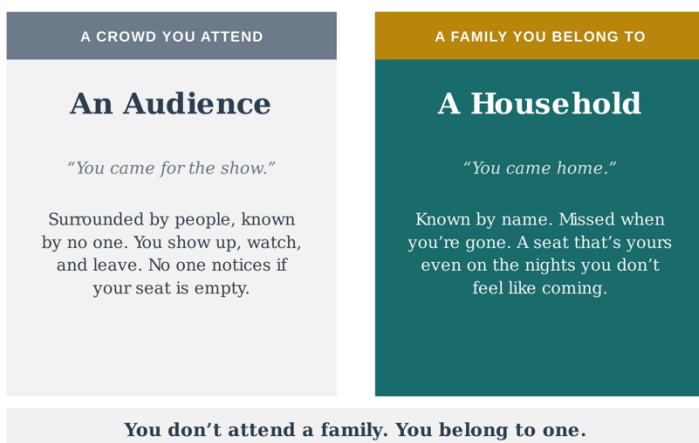 A CROWD YOU ATTEND
An Audience
“You came for the show.”
Surrounded by people, known
by no one. You show up, watch,
and leave. No one notices if
your seat is empty.
A FAMILY YOU BELONG TO
A Household
“You came home.”
Known by name. Missed when
you’re gone. A seat that’s yours
even on the nights you don’t
feel like coming.
You don’t attend a family. You belong to one.